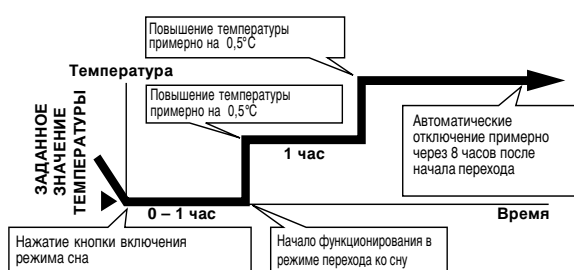 Повышение температуры
примерно на 0,5°C
Температура
Повышение температуры
примерно на 0,5°C
ЗАДАННОЕ
ЗНАЧЕНИЕ
ТЕМПЕРАТУРЫ
1 час
Автоматические
отключение примерно
через 8 часов после
начала перехода
0 – 1 час
Время
Нажатие кнопки включения
режима сна
Начало функционирования в
режиме перехода ко сну